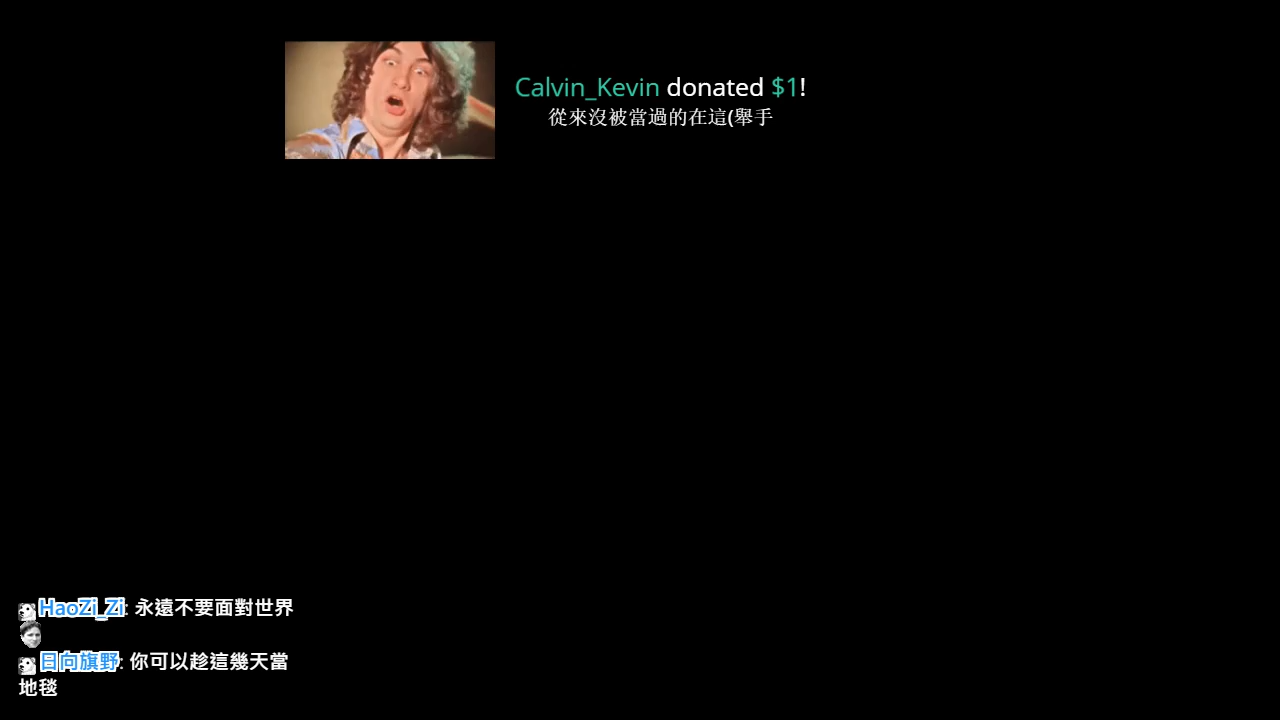 Calvin_Kevin donated $1!
從來沒被當過的在這(舉手
HaoZi_Zi: 永遠不要面對世界
日向旗野: 你可以趁這幾天當
地毯